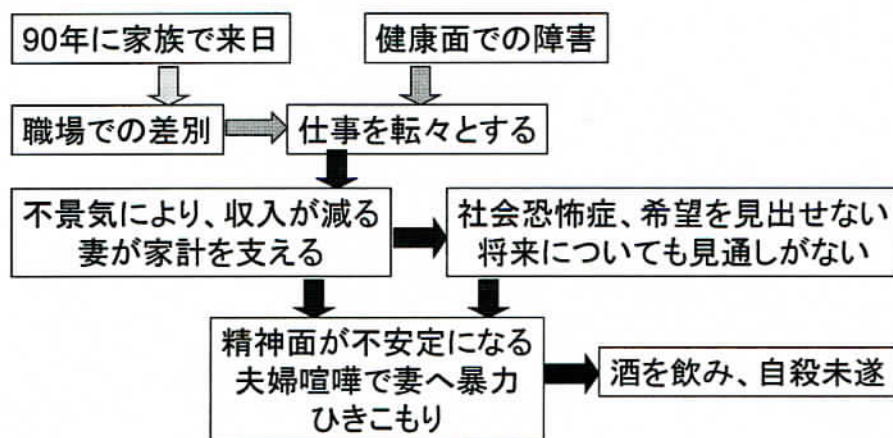 90年に家族で来日
健康面での障害
職場での差別
仕事を転々とする
不景気により、収入が減る
妻が家計を支える
社会恐怖症、希望を見出せない
将来についても見通しがない
精神面が不安定になる
夫婦喧嘩で妻へ暴力
ひきこもり
酒を飲み、自殺未遂